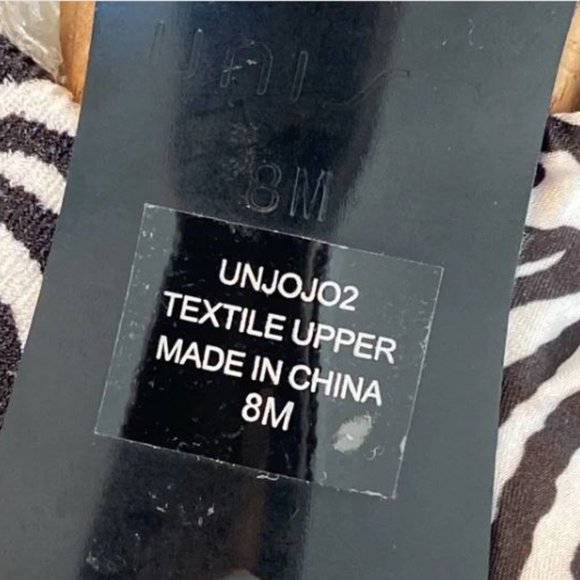 8M
UNJOJO2
TEXTILE UPPER
MADE IN CHINA
8M